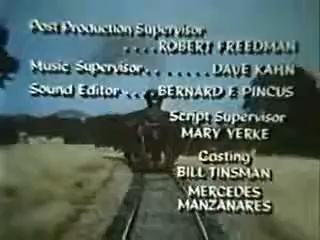 Post Production Supervisor
....ROBERT FREEDMAN
Music Supervisor.......DAVE KAHN
Sound Editor....BERNARD F. PINCUS
Script Supervisor
MARY YERKE
Casting
BILL TINSMAN
MERCEDES
MANZANARES